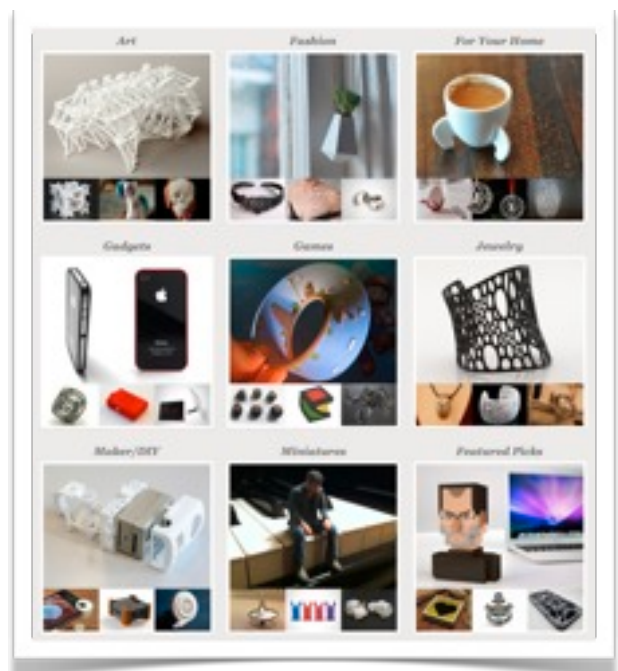 Art
Fashion
For Your Home
Gadgets
Games
Jewelry
Maker/DIY
Miniatures
Featured Picks